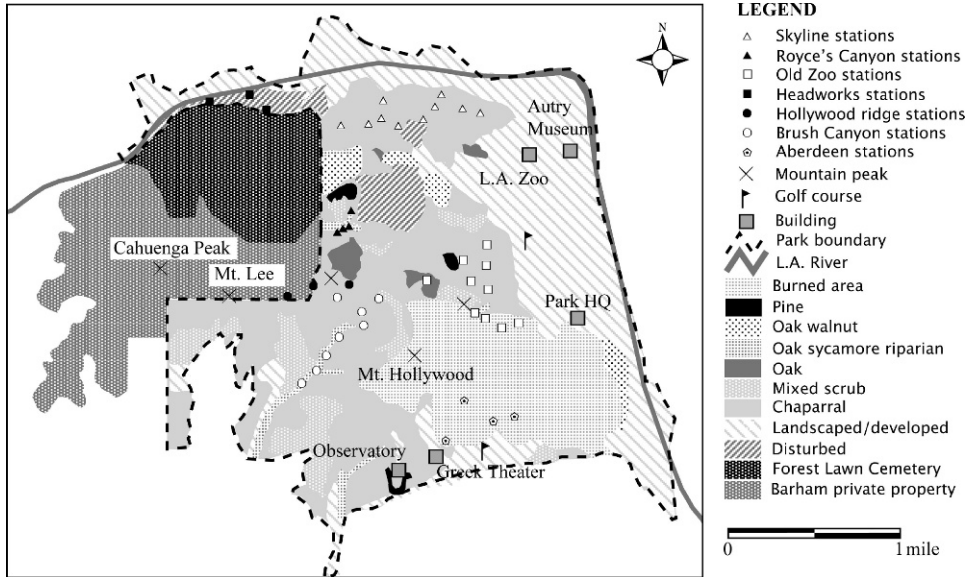 N
Autry
Museum
L.A. Zoo
Cahuenga Peak
Mt. Lee
Park HQ
Mt. Hollywood
Observatory
Greek Theater
LEGEND
Skyline stations
Royce's Canyon stations
Old Zoo stations
Headworks stations
Hollywood ridge stations
Brush Canyon stations
Aberdeen stations
Mountain peak
Golf course
Building
Park boundary
L.A. River
Burned area
Pine
Oak walnut
Oak sycamore riparian
Oak
Mixed scrub
Chaparral
Landscaped/developed
Disturbed
Forest Lawn Cemetery
Barham private property
0 1 mile